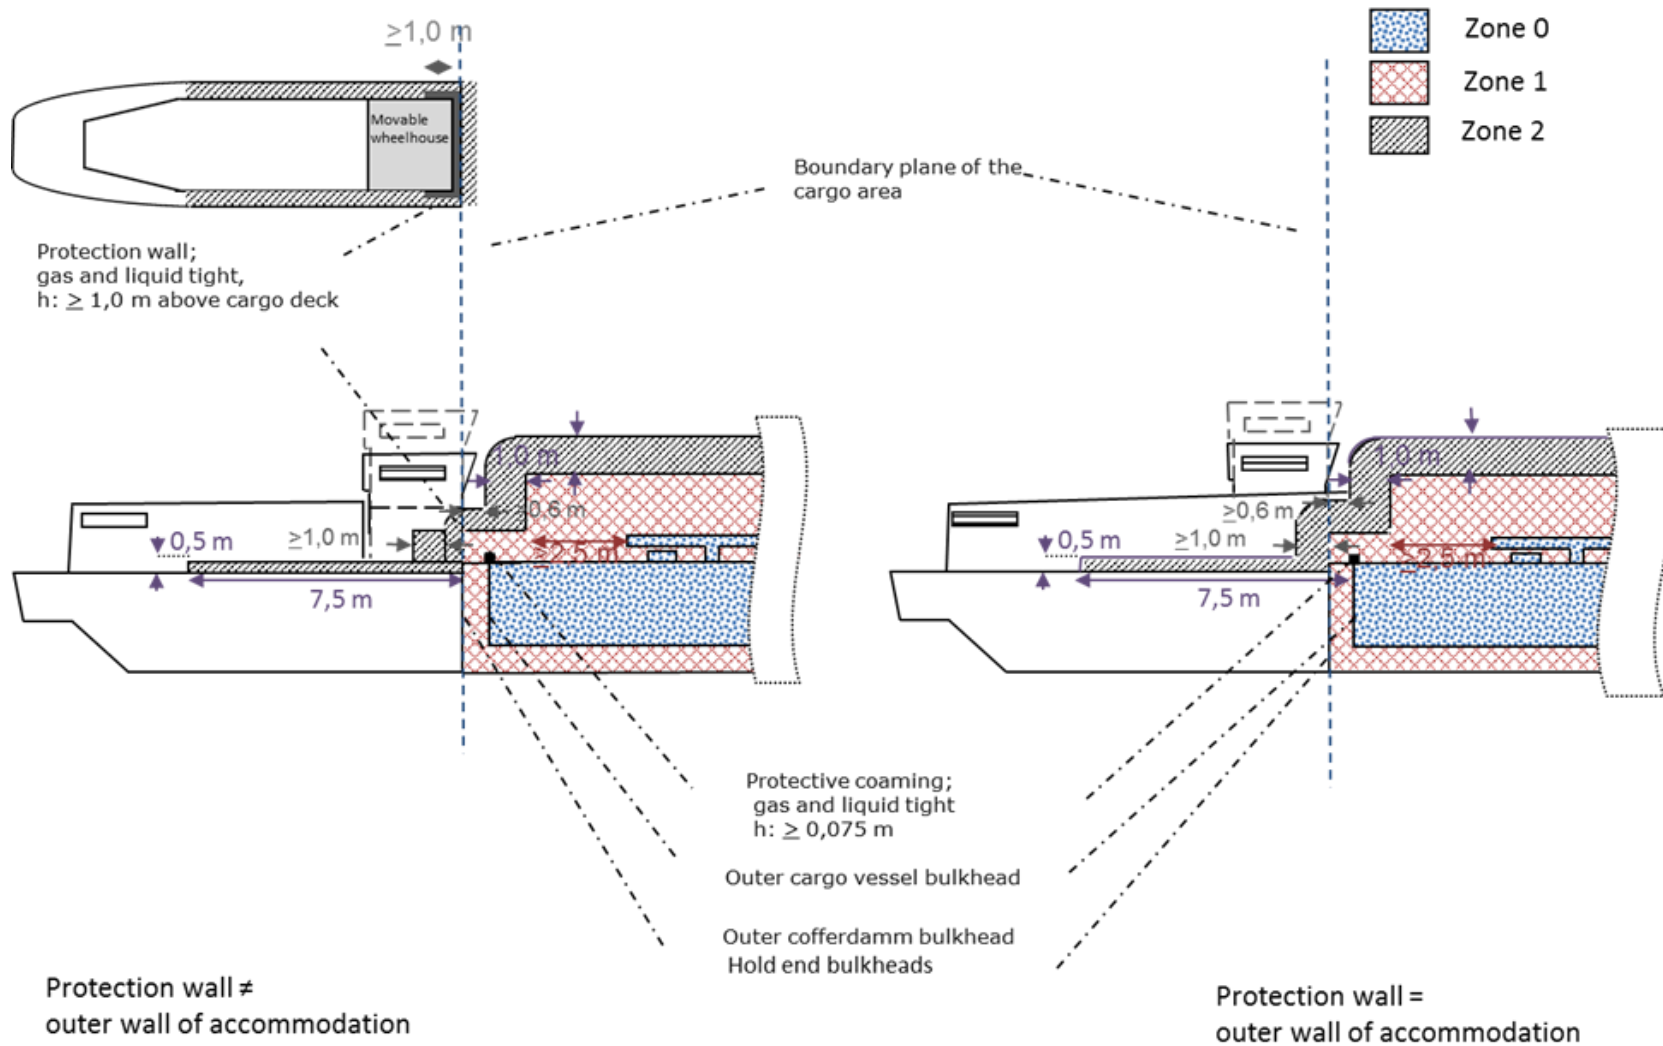 ≥1,0 m
Zone 0
Zone 1
Zone 2
Movable
wheelhouse
Boundary plane of the
cargo area
Protection wall;
gas and liquid tight,
h: ≥ 1,0 m above cargo deck
1,0 m
0,6 m
≥1,0 m
0,5 m
≥2,5 m
7,5 m
1,0 m
≥0,6 m
≥1,0 m
0,5 m
≥2,5 m
7,5 m
Protective coaming;
gas and liquid tight
h: ≥ 0,075 m
Outer cargo vessel bulkhead
Outer cofferdamm bulkhead
Hold end bulkheads
Protection wall ≠
outer wall of accommodation
Protection wall =
outer wall of accommodation